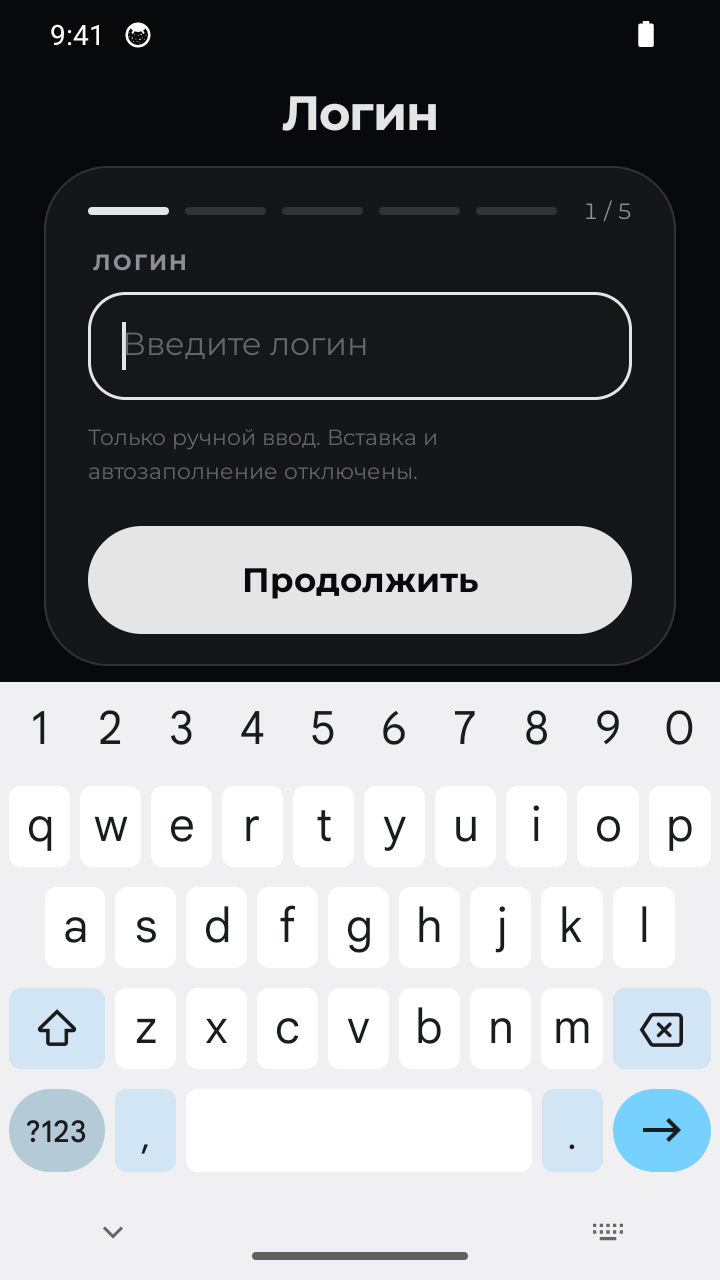 9:41
Логин
1 / 5
ЛОГИН
Введите логин
Только ручной ввод. Вставка и
автозаполнение отключены.
Продолжить
1 2 3 4 5 6 7 8 9 0
q w e r t y u i o p
a s d f g h j k l
z x c v b n m
?123 , .